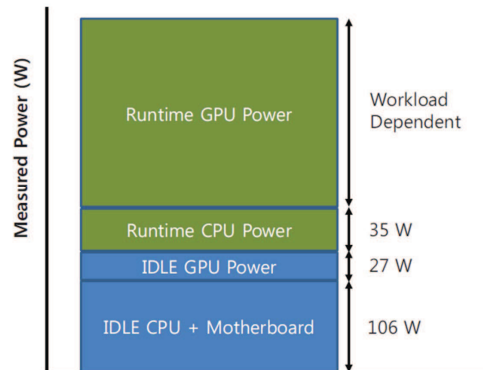 Measured Power (W)
Runtime GPU Power
Workload
Dependent
Runtime CPU Power
35 W
IDLE GPU Power
27 W
IDLE CPU + Motherboard
106 W